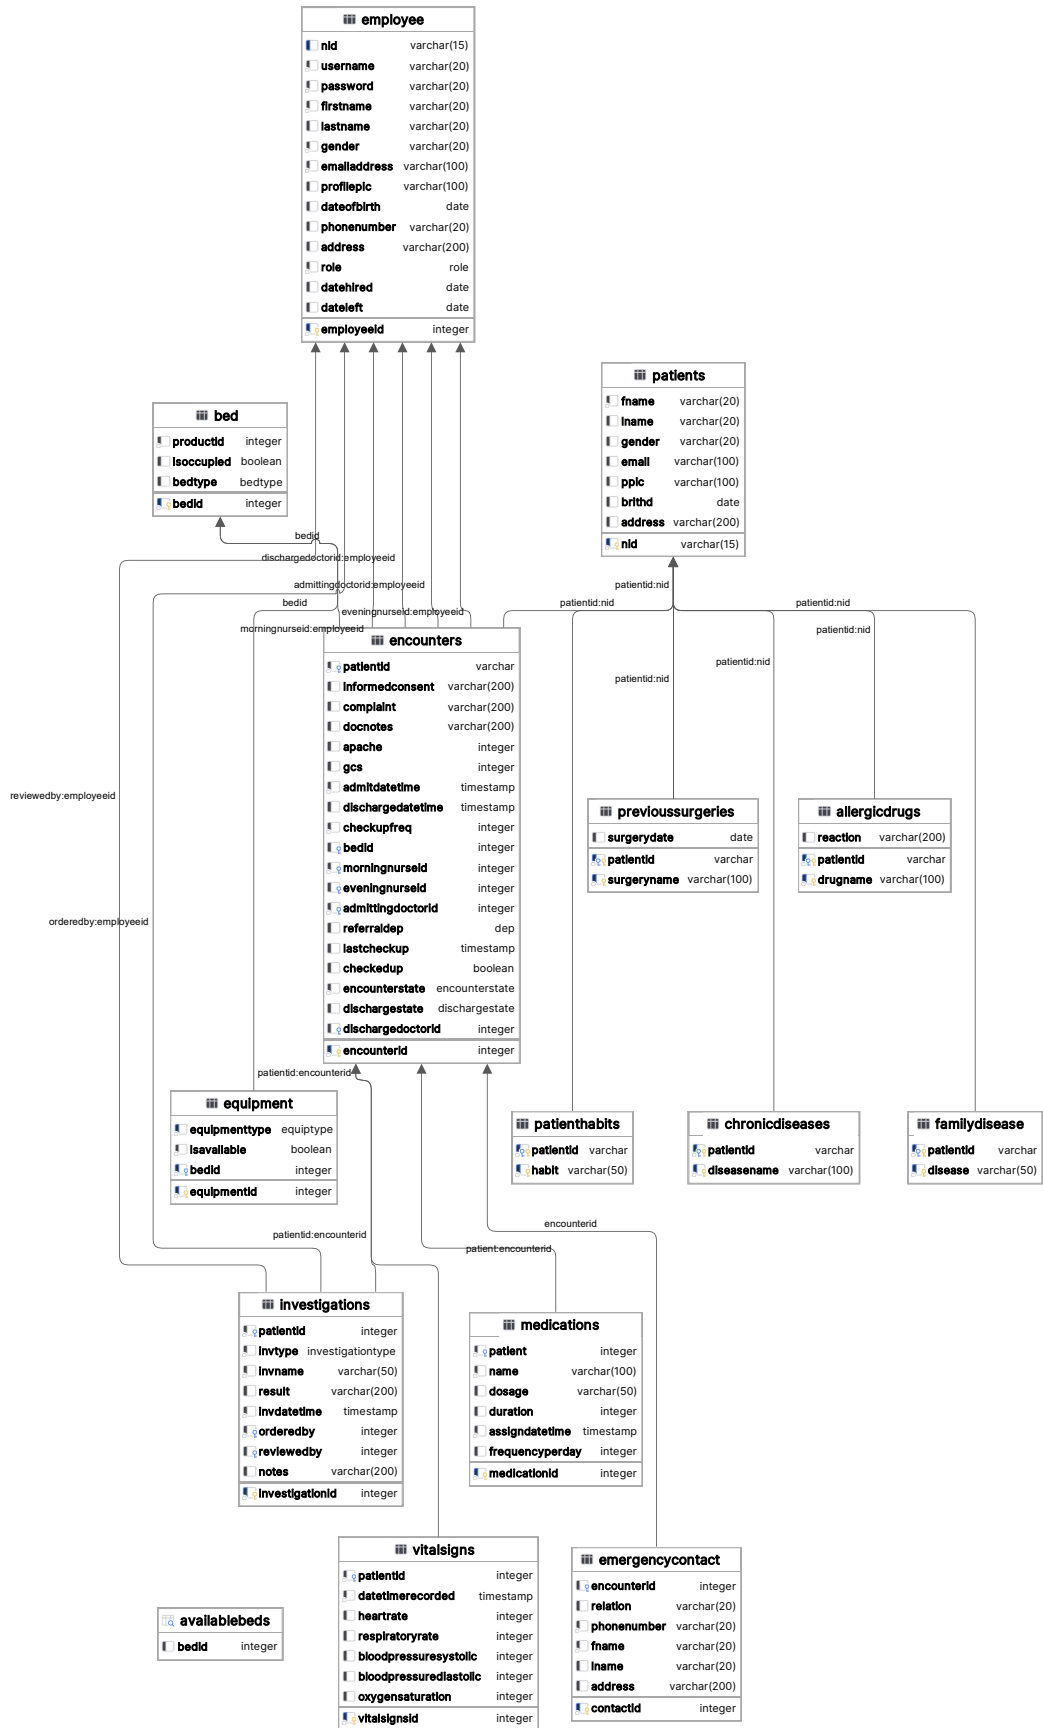 employee
nid varchar(15)
username varchar(20)
password varchar(20)
firstname varchar(20)
lastname varchar(20)
gender varchar(20)
emailaddress varchar(100)
profilepic varchar(100)
dateofbirth date
phonenumber varchar(20)
address varchar(200)
role role
datehired date
dateleft date
employeeid integer
patients
fname varchar(20)
lname varchar(20)
gender varchar(20)
email varchar(100)
ppic varchar(100)
brithd date
address varchar(200)
nid varchar(15)
bed
productid integer
isoccupied boolean
bedtype bedtype
bedid integer
bedid
dischargedoctorid:employeeid
admittingdoctorid:employeeid
bedid
eveningnurseid:employeeid
morningnurseid:employeeid
patientid:nid
patientid:nid
patientid:nid
patientid:nid
patientid:nid
patientid:nid
encounters
patientid varchar
informedconsent varchar(200)
complaint varchar(200)
docnotes varchar(200)
apache integer
gcs integer
admitdatetime timestamp
dischargedatetime timestamp
checkupfreq integer
bedid integer
morningnurseid integer
eveningnurseid integer
admittingdoctorid integer
referraldep dep
lastcheckup timestamp
checkedup boolean
encounterstate encounterstate
dischargestate dischargestate
dischargedoctorid integer
encounterid integer
reviewedby:employeeid
orderedby:employeeid
previoussurgeries
surgerydate date
patientid varchar
surgeryname varchar(100)
allergicdrugs
reaction varchar(200)
patientid varchar
drugname varchar(100)
patientid:encounterid
equipment
equipmenttype equiptype
isavailable boolean
bedid integer
equipmentid integer
patienthabits
patientid varchar
habit varchar(50)
chronicdiseases
patientid varchar
diseasename varchar(100)
familydisease
patientid varchar
disease varchar(50)
patientid:encounterid
encounterid
patient:encounterid
investigations
patientid integer
invtype investigationtype
invname varchar(50)
result varchar(200)
invdatetime timestamp
orderedby integer
reviewedby integer
notes varchar(200)
investigationid integer
medications
patient integer
name varchar(100)
dosage varchar(50)
duration integer
assigndatetime timestamp
frequencyperday integer
medicationid integer
vitalsigns
patientid integer
datetimerecorded timestamp
heartrate integer
respiratoryrate integer
bloodpressuresystolic integer
bloodpressurediastolic integer
oxygensaturation integer
vitalsignsid integer
emergencycontact
encounterid integer
relation varchar(20)
phonenumber varchar(20)
fname varchar(20)
lname varchar(20)
address varchar(200)
contactid integer
availablebeds
bedid integer